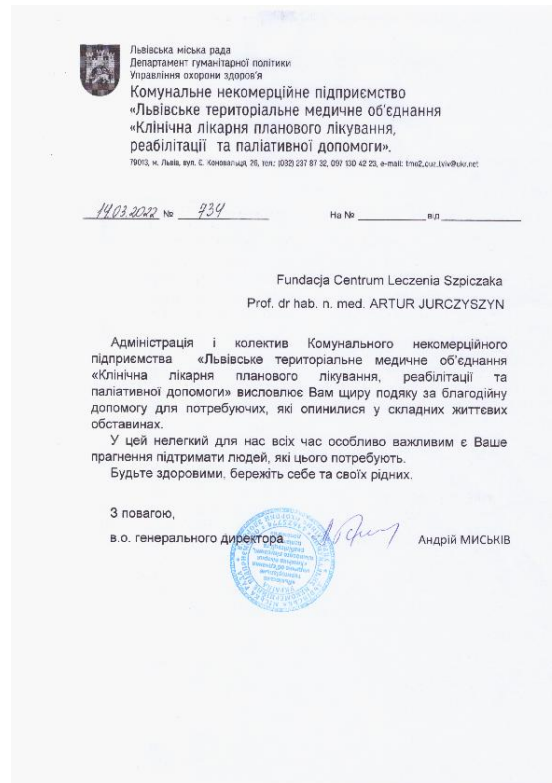 Львівська міська рада
Департамент гуманітарної політики
Управління охорони здоров'я
Комунальне некомерційне підприємство
«Львівське територіальне медичне об'єднання
«Клінічна лікарня планового лікування,
реабілітації та паліативної допомоги».
79013, м. Львів, вул. Є. Коновальця, 26, тел.: (032) 237 87 32, 097 130 42 23, e-mail:
14.03.2022 № 734 На № від
Fundacja Centrum Leczenia Szpiczaka
Prof. dr hab. n. med. ARTUR JURCZYSZYN
Адміністрація і колектив Комунального некомерційного
підприємства «Львівське територіальне медичне об'єднання
«Клінічна лікарня планового лікування, реабілітації та
паліативної допомоги» висловлює Вам щиру подяку за благодійну
допомогу для потребуючих, які опинилися у складних життєвих
обставинах.
У цей нелегкий для нас всіх час особливо важливим є Ваше
прагнення підтримати людей, які цього потребують.
Будьте здоровими, бережіть себе та своїх рідних.
З повагою,
в.о. генерального директора Андрій МИСЬКІВ